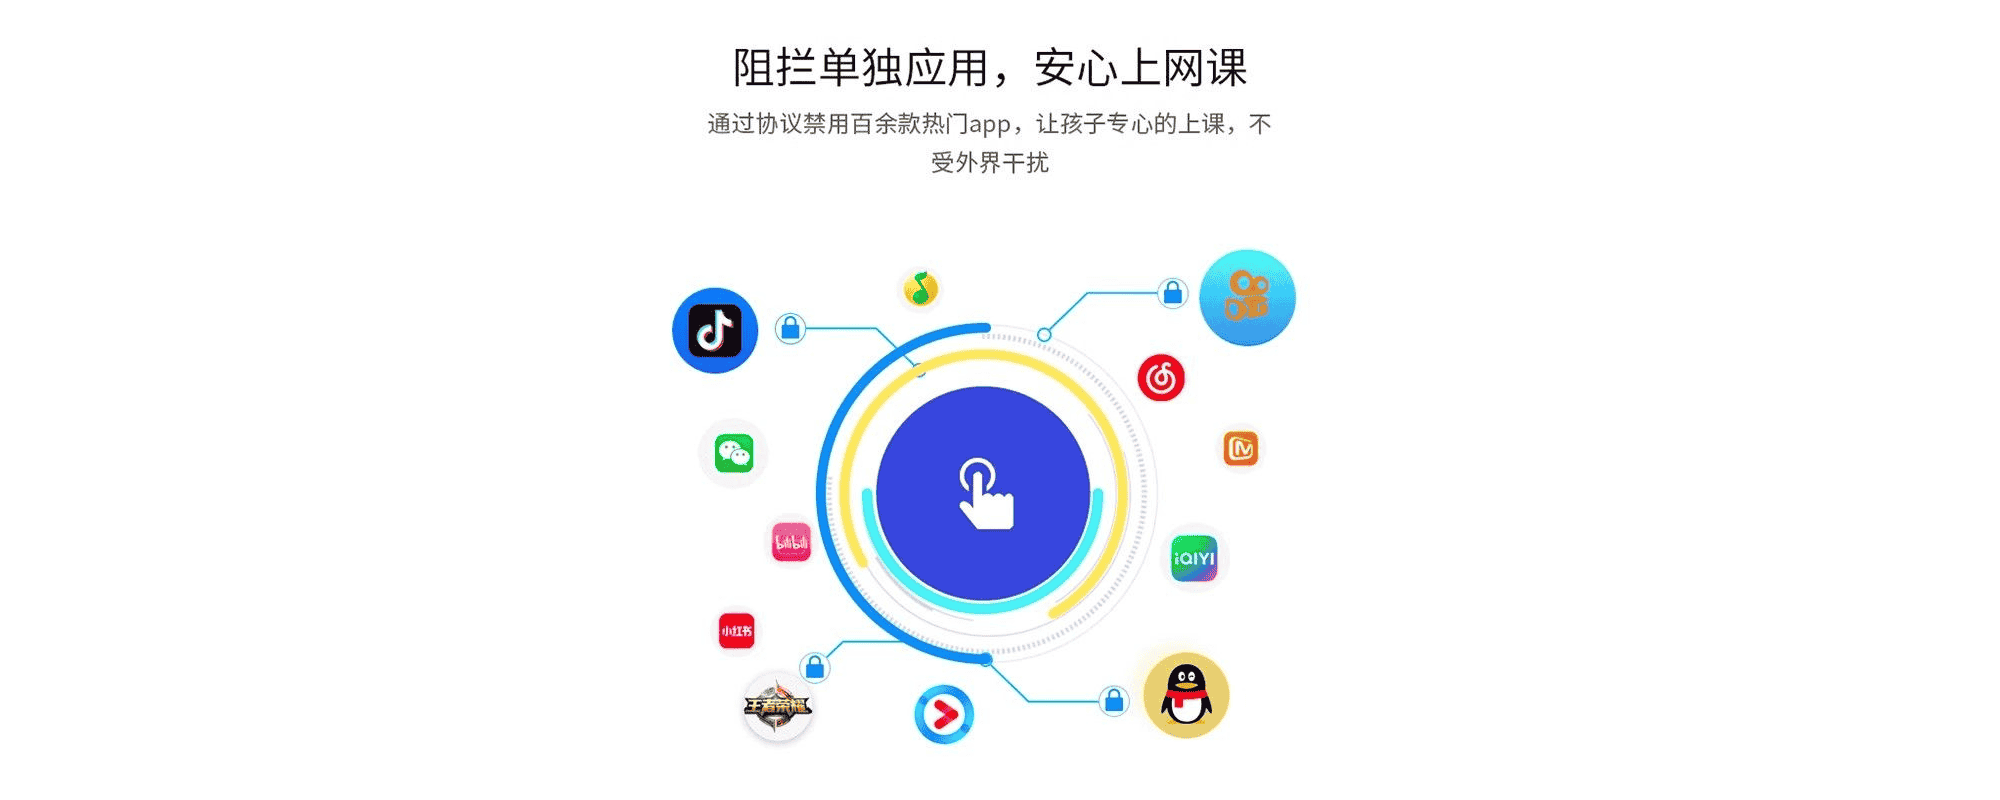 阻拦单独应用，安心上网课
通过协议禁用百余款热门app，让孩子专心的上课，不
受外界干扰
bilibili
iQIYI
小红书
王者荣耀